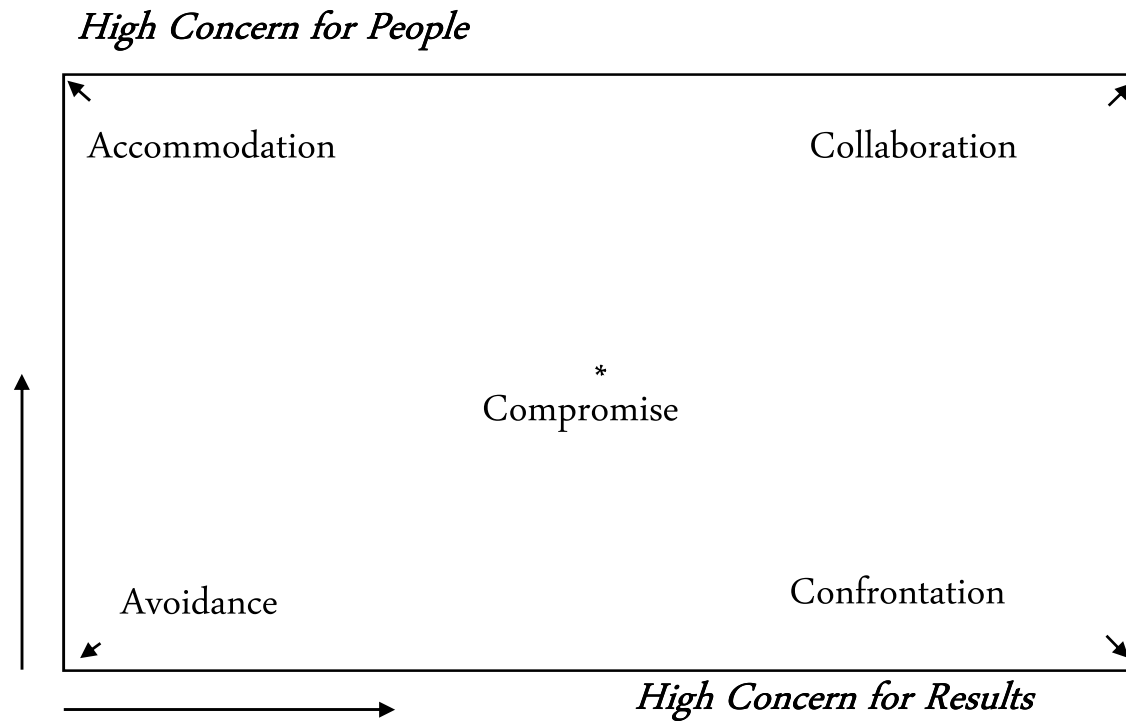 High Concern for People
Accommodation
Collaboration
*
Compromise
Avoidance
Confrontation
High Concern for Results